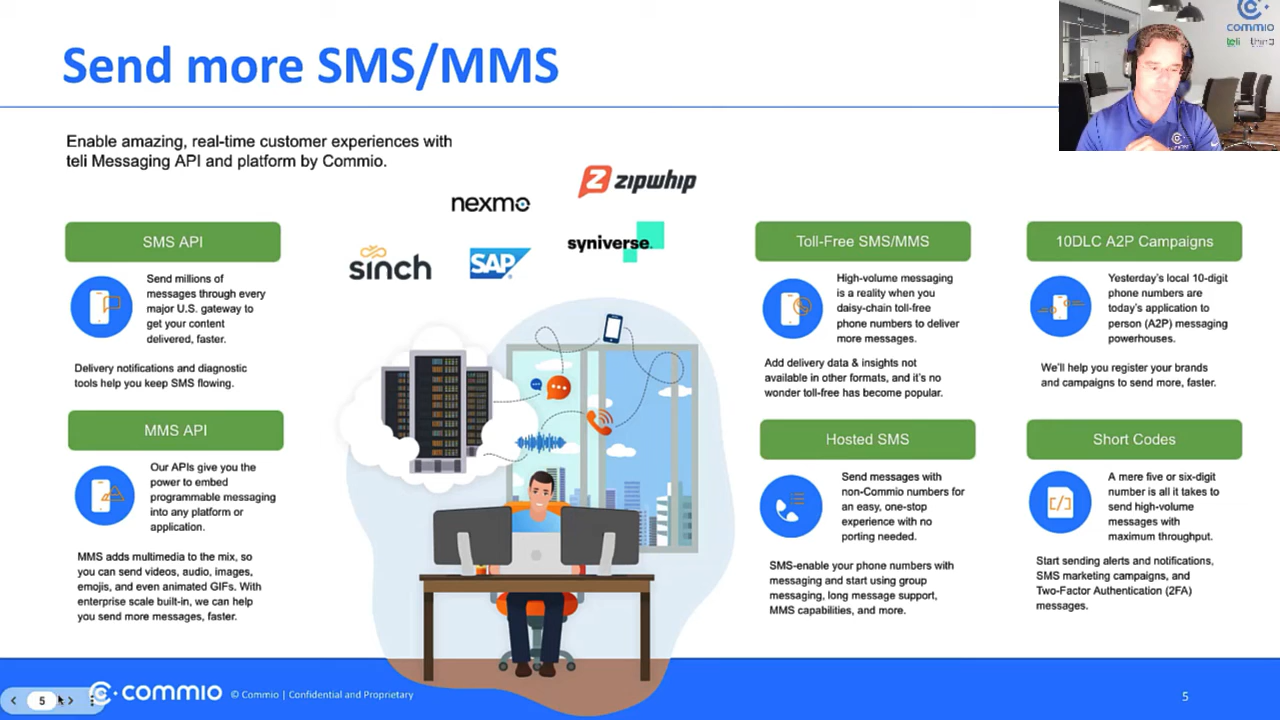 Send more SMS/MMS
commio
teli
Enable amazing, real-time customer experiences with
teli Messaging API and platform by Commio.
nexmo
zipwhip
sinch
SAP
syniverse.
SMS API
Send millions of
messages through every
major U.S. gateway to
get your content
delivered, faster.
Delivery notifications and diagnostic
tools help you keep SMS flowing.
MMS API
Our APIs give you the
power to embed
programmable messaging
into any platform or
application.
MMS adds multimedia to the mix, so
you can send videos, audio, images,
emojis, and even animated GIFs. With
enterprise scale built-in, we can help
you send more messages, faster.
Toll-Free SMS/MMS
High-volume messaging
is a reality when you
daisy-chain toll-free
phone numbers to deliver
more messages.
Add delivery data & insights not
available in other formats, and it's no
wonder toll-free has become popular.
Hosted SMS
Send messages with
non-Commio numbers for
an easy, one-stop
experience with no
porting needed.
SMS-enable your phone numbers with
messaging and start using group
messaging, long message support,
MMS capabilities, and more.
10DLC A2P Campaigns
Yesterday's local 10-digit
phone numbers are
today's application to
person (A2P) messaging
powerhouses.
We'll help you register your brands
and campaigns to send more, faster.
Short Codes
A mere five or six-digit
number is all it takes to
send high-volume
messages with
maximum throughput.
Start sending alerts and notifications,
SMS marketing campaigns, and
Two-Factor Authentication (2FA)
messages.
5
commio
© Commio | Confidential and Proprietary
5